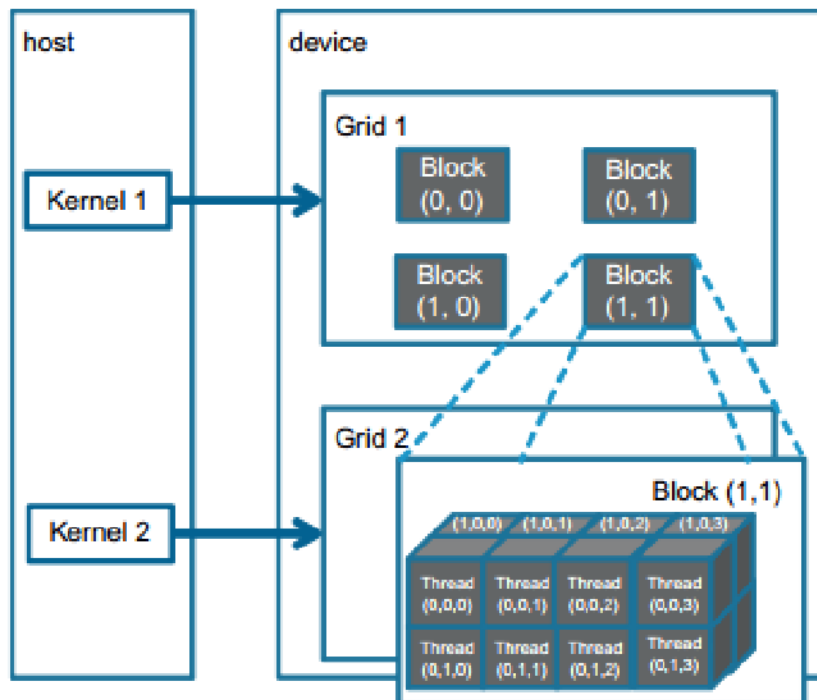 host
device
Grid 1
Block
(0, 0)
Block
(0, 1)
Kernel 1
Block
(1, 0)
Block
(1, 1)
Grid 2
Block (1,1)
Kernel 2
(1,0,0)
(1,0,1)
(1,0,2)
(1,0,3)
Thread
(0,0,0)
Thread
(0,0,1)
Thread
(0,0,2)
Thread
(0,0,3)
Thread
(0,1,0)
Thread
(0,1,1)
Thread
(0,1,2)
Thread
(0,1,3)